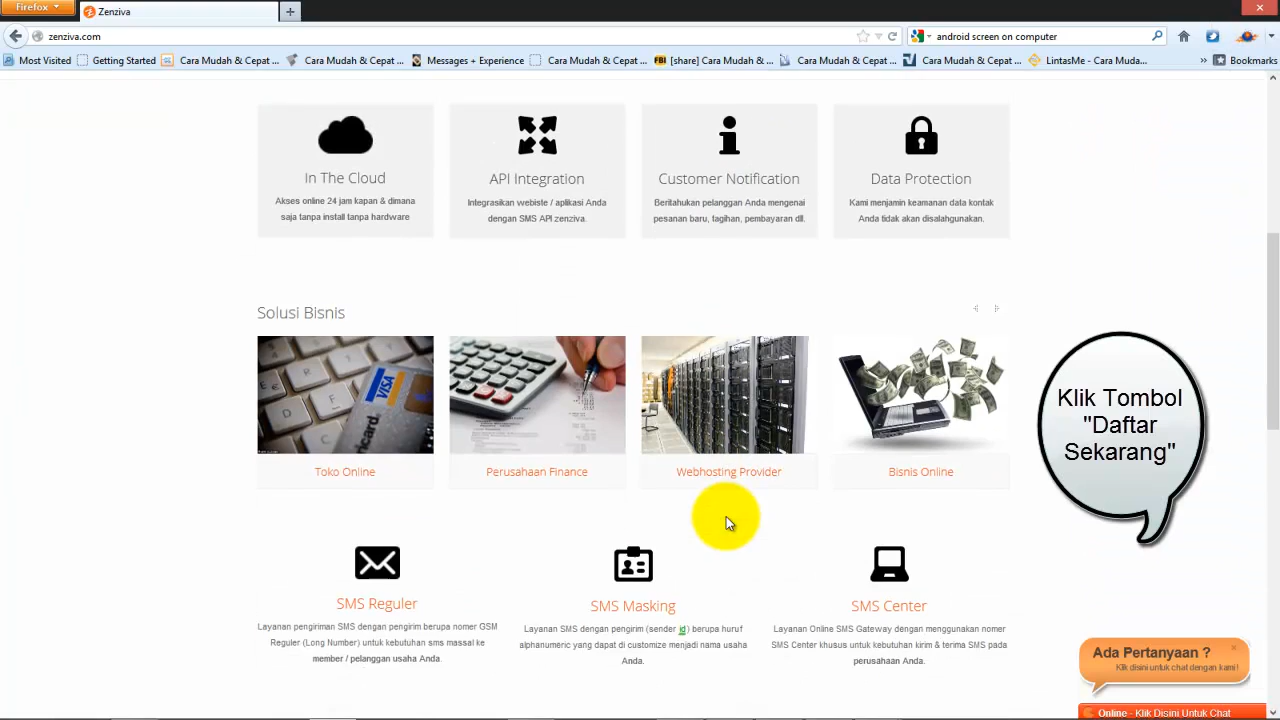 Firefox
Zenziva
zenziva.com
android screen on computer
Most Visited
Getting Started
Cara Mudah & Cepat ...
Cara Mudah & Cepat ...
Messages + Experience
Cara Mudah & Cepat ...
[share] Cara Mudah & ...
Cara Mudah & Cepat ...
Cara Mudah & Cepat ...
LintasMe - Cara Muda...
Bookmarks
In The Cloud
Akses online 24 jam kapan & dimana
saja tanpa install tanpa hardware
API Integration
Integrasikan webiste / aplikasi Anda
dengan SMS API zenziva.
Customer Notification
Beritahukan pelanggan Anda mengenai
pesanan baru, tagihan, pembayaran dll.
Data Protection
Kami menjamin keamanan data kontak
Anda tidak akan disalahgunakan.
Solusi Bisnis
VISA
Toko Online
Perusahaan Finance
Webhosting Provider
Bisnis Online
Klik Tombol
"Daftar
Sekarang"
SMS Reguler
Layanan pengiriman SMS dengan pengirim berupa nomer GSM
Reguler (Long Number) untuk kebutuhan sms massal ke
member / pelanggan usaha Anda.
SMS Masking
Layanan SMS dengan pengirim (sender id) berupa huruf
alphanumeric yang dapat di customize menjadi nama usaha
Anda.
SMS Center
Layanan Online SMS Gateway dengan menggunakan nomer
SMS Center khusus untuk kebutuhan kirim & terima SMS pada
perusahaan Anda.
Ada Pertanyaan ?
Klik disini untuk chat dengan kami!
Online - Klik Disini Untuk Chat